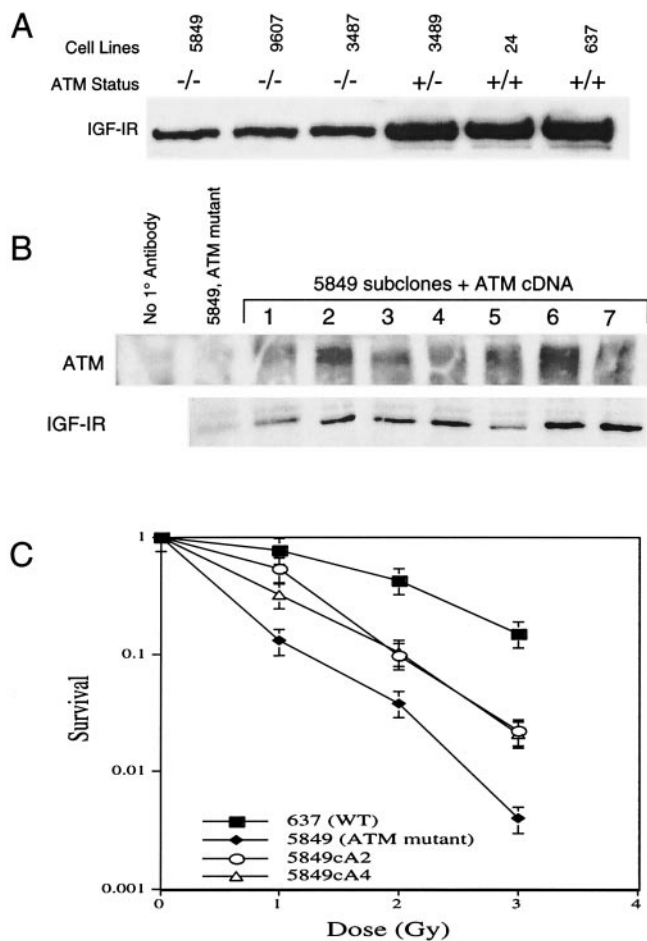 A
Cell Lines 5849 9607 3487 3489 24 637
ATM Status -/- -/- -/- +/- +/+ +/+
IGF-IR
B
No 1° Antibody
5849, ATM mutant
5849 subclones + ATM cDNA
1 2 3 4 5 6 7
ATM
IGF-IR
C
1
0.1
0.01
0.001
Survival
637 (WT)
5849 (ATM mutant)
5849cA2
5849cA4
0 1 2 3 4
Dose (Gy)